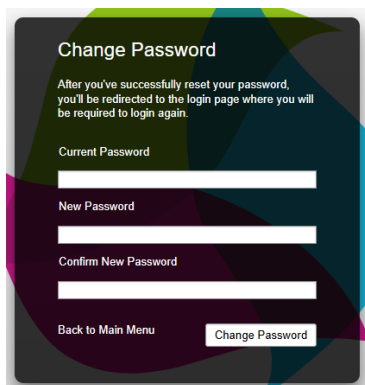 Change Password
After you've successfully reset your password,
you'll be redirected to the login page where you will
be required to login again.
Current Password
New Password
Confirm New Password
Back to Main Menu
Change Password